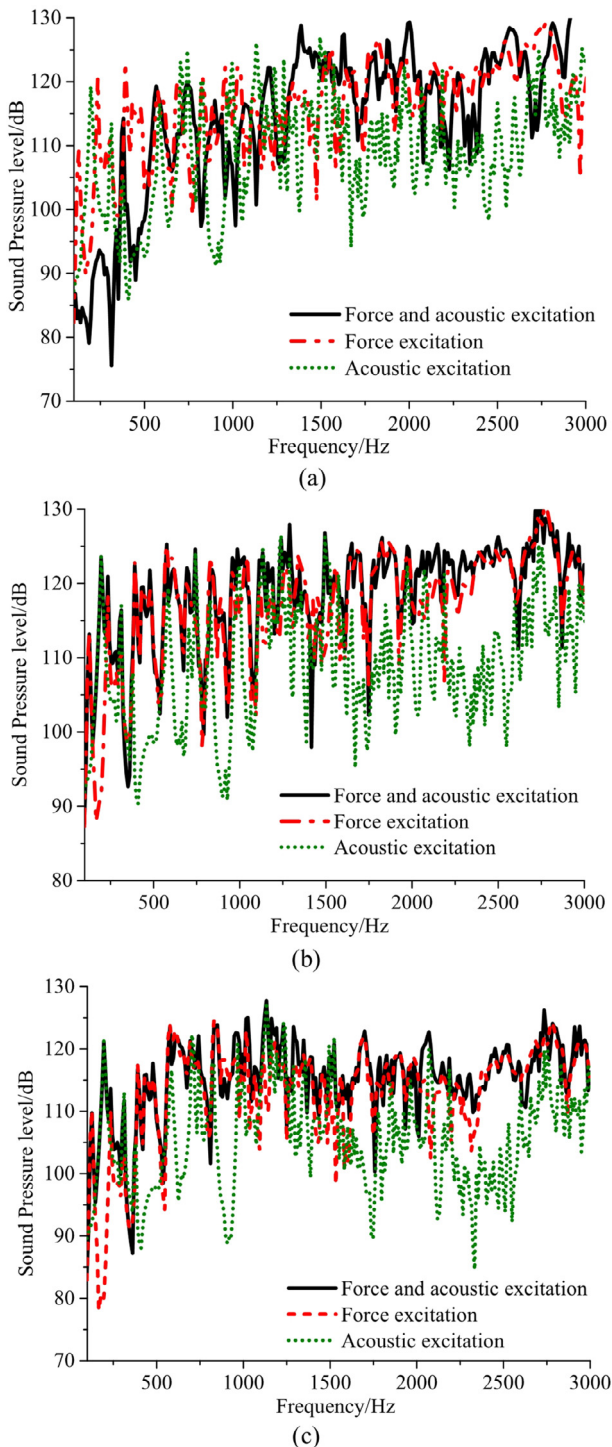 130
120
110
100
90
80
70
Sound Pressure level/dB
Force and acoustic excitation
Force excitation
Acoustic excitation
500 1000 1500 2000 2500 3000
Frequency/Hz
(a)
130
120
110
100
90
80
Sound Pressure level/dB
Force and acoustic excitation
Force excitation
Acoustic excitation
500 1000 1500 2000 2500 3000
Frequency/Hz
(b)
130
120
110
100
90
80
70
Sound Pressure level/dB
Force and acoustic excitation
Force excitation
Acoustic excitation
500 1000 1500 2000 2500 3000
Frequency/Hz
(c)